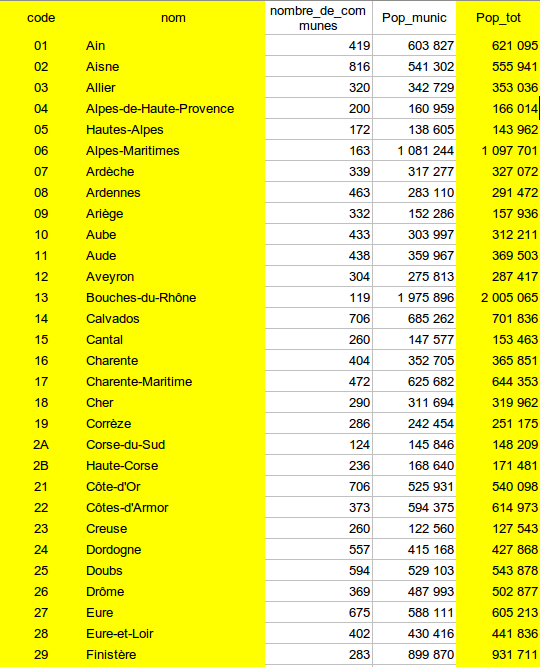 code nom nombre_de_com Pop_munic Pop_tot
munes
01 Ain 419 603 827 621 095
02 Aisne 816 541 302 555 941
03 Allier 320 342 729 353 036
04 Alpes-de-Haute-Provence 200 160 959 166 014
05 Hautes-Alpes 172 138 605 143 962
06 Alpes-Maritimes 163 1 081 244 1 097 701
07 Ardèche 339 317 277 327 072
08 Ardennes 463 283 110 291 472
09 Ariège 332 152 286 157 936
10 Aube 433 303 997 312 211
11 Aude 438 359 967 369 503
12 Aveyron 304 275 813 287 417
13 Bouches-du-Rhône 119 1 975 896 2 005 065
14 Calvados 706 685 262 701 836
15 Cantal 260 147 577 153 463
16 Charente 404 352 705 365 851
17 Charente-Maritime 472 625 682 644 353
18 Cher 290 311 694 319 962
19 Corrèze 286 242 454 251 175
2A Corse-du-Sud 124 145 846 148 209
2B Haute-Corse 236 168 640 171 481
21 Côte-d'Or 706 525 931 540 098
22 Côtes-d'Armor 373 594 375 614 973
23 Creuse 260 122 560 127 543
24 Dordogne 557 415 168 427 868
25 Doubs 594 529 103 543 878
26 Drôme 369 487 993 502 877
27 Eure 675 588 111 605 213
28 Eure-et-Loir 402 430 416 441 836
29 Finistère 283 899 870 931 711